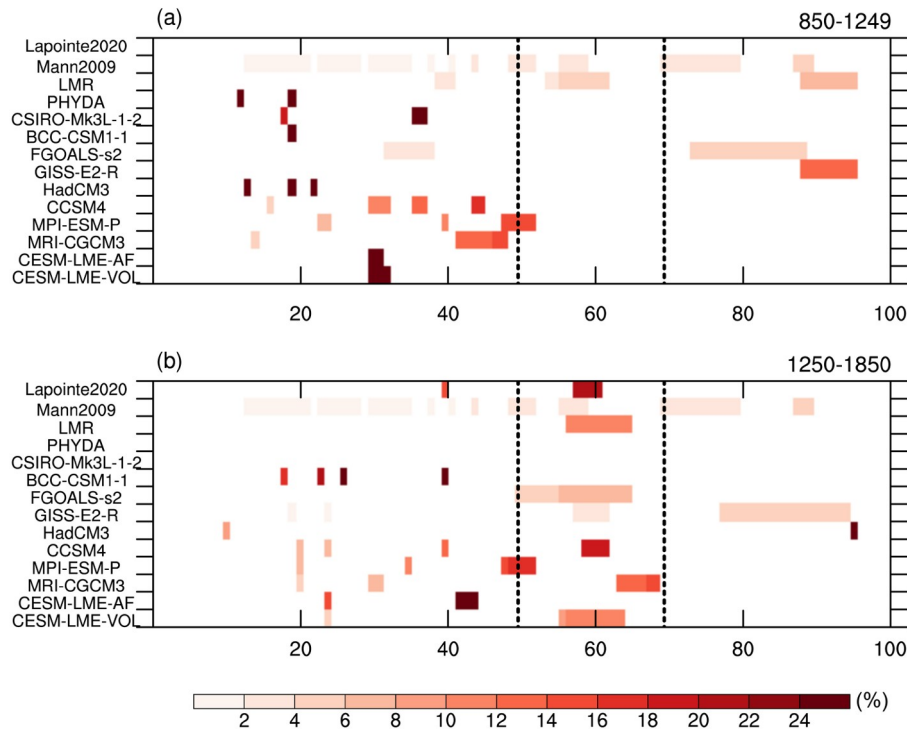 (a) 850-1249
Lapointe2020
Mann2009
LMR
PHYDA
CSIRO-Mk3L-1-2
BCC-CSM1-1
FGOALS-s2
GISS-E2-R
HadCM3
CCSM4
MPI-ESM-P
MRI-CGCM3
CESM-LME-AF
CESM-LME-VOL
20 40 60 80 100
(b) 1250-1850
Lapointe2020
Mann2009
LMR
PHYDA
CSIRO-Mk3L-1-2
BCC-CSM1-1
FGOALS-s2
GISS-E2-R
HadCM3
CCSM4
MPI-ESM-P
MRI-CGCM3
CESM-LME-AF
CESM-LME-VOL
20 40 60 80 100
(%)
2 4 6 8 10 12 14 16 18 20 22 24